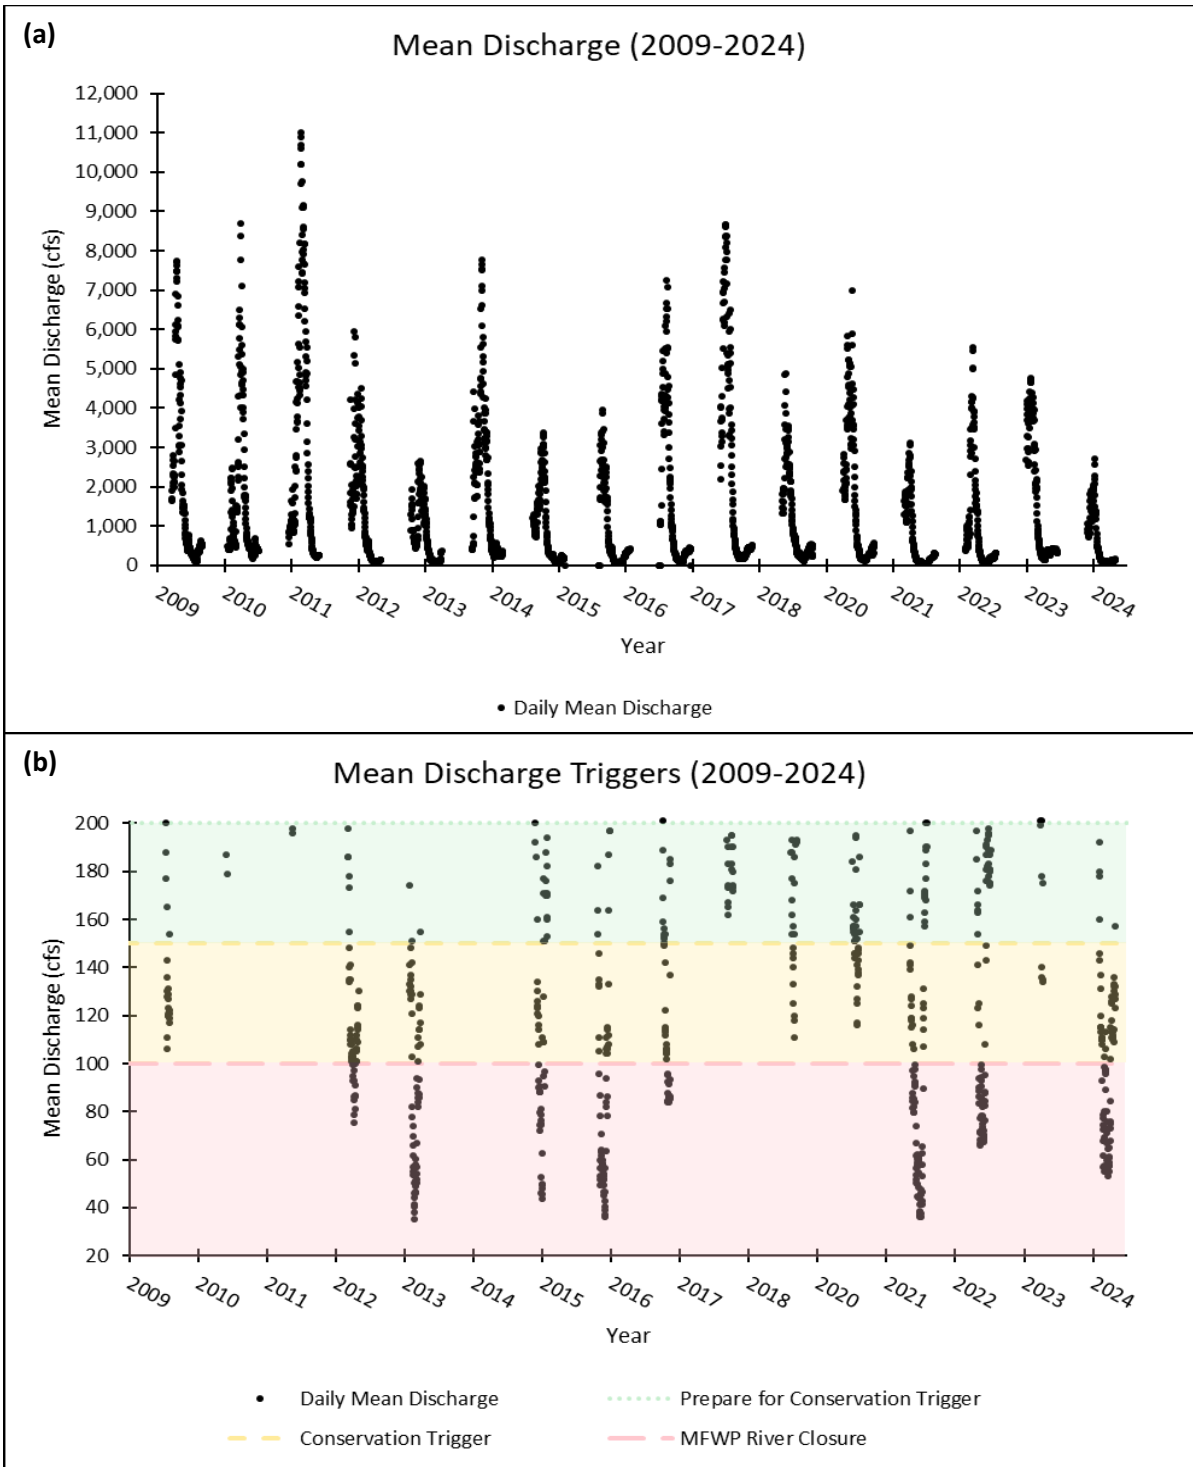 (a)
Mean Discharge (2009-2024)
12,000
11,000
10,000
9,000
8,000
7,000
6,000
5,000
4,000
3,000
2,000
1,000
0
Mean Discharge (cfs)
2009 2010 2011 2012 2013 2014 2015 2016 2017 2018 2020 2021 2022 2023 2024
Year
Daily Mean Discharge
(b)
Mean Discharge Triggers (2009-2024)
200
180
160
140
120
100
80
60
40
20
Mean Discharge (cfs)
2009 2010 2011 2012 2013 2014 2015 2016 2017 2018 2020 2021 2022 2023 2024
Year
Daily Mean Discharge Prepare for Conservation Trigger
Conservation Trigger MFWP River Closure